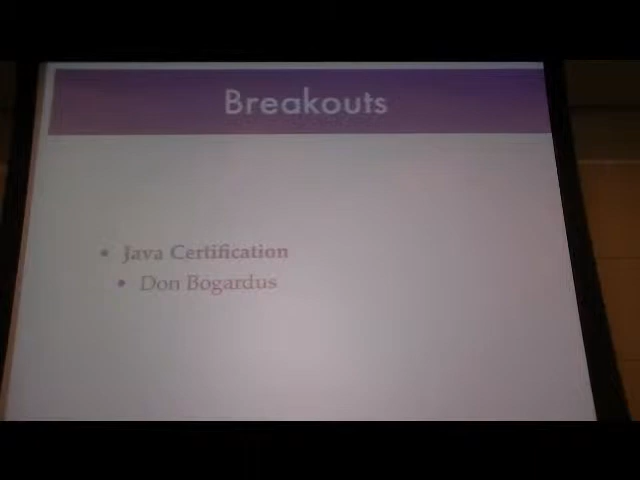 Breakouts
• Java Certification
• Don Bogardus